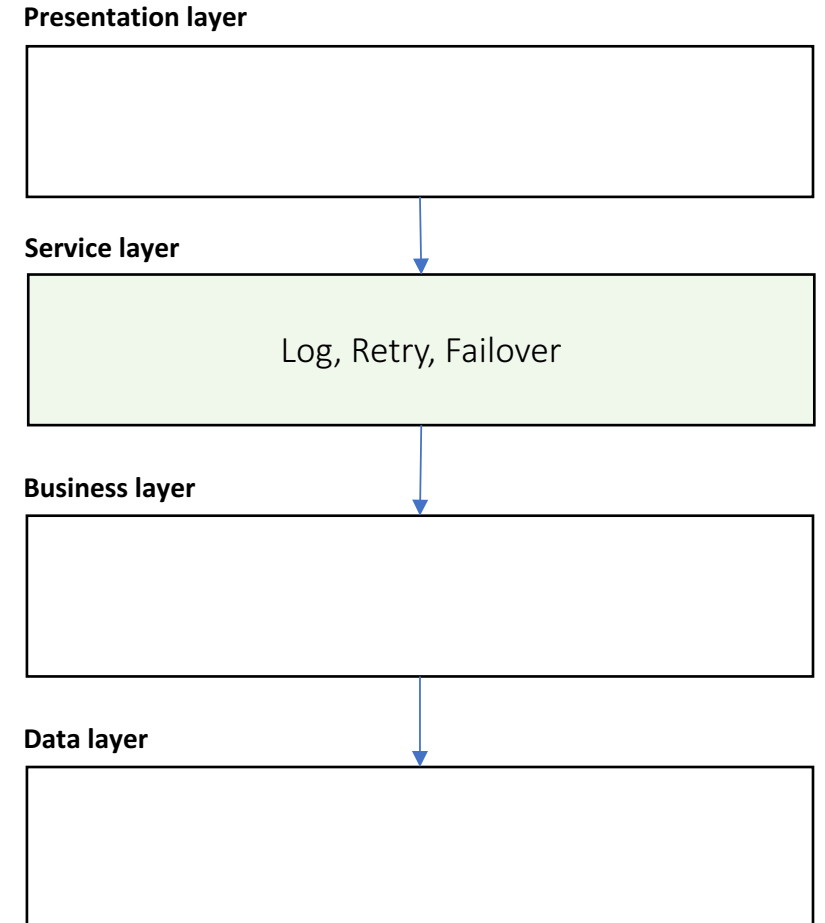 Presentation layer
Service layer
Log, Retry, Failover
Business layer
Data layer